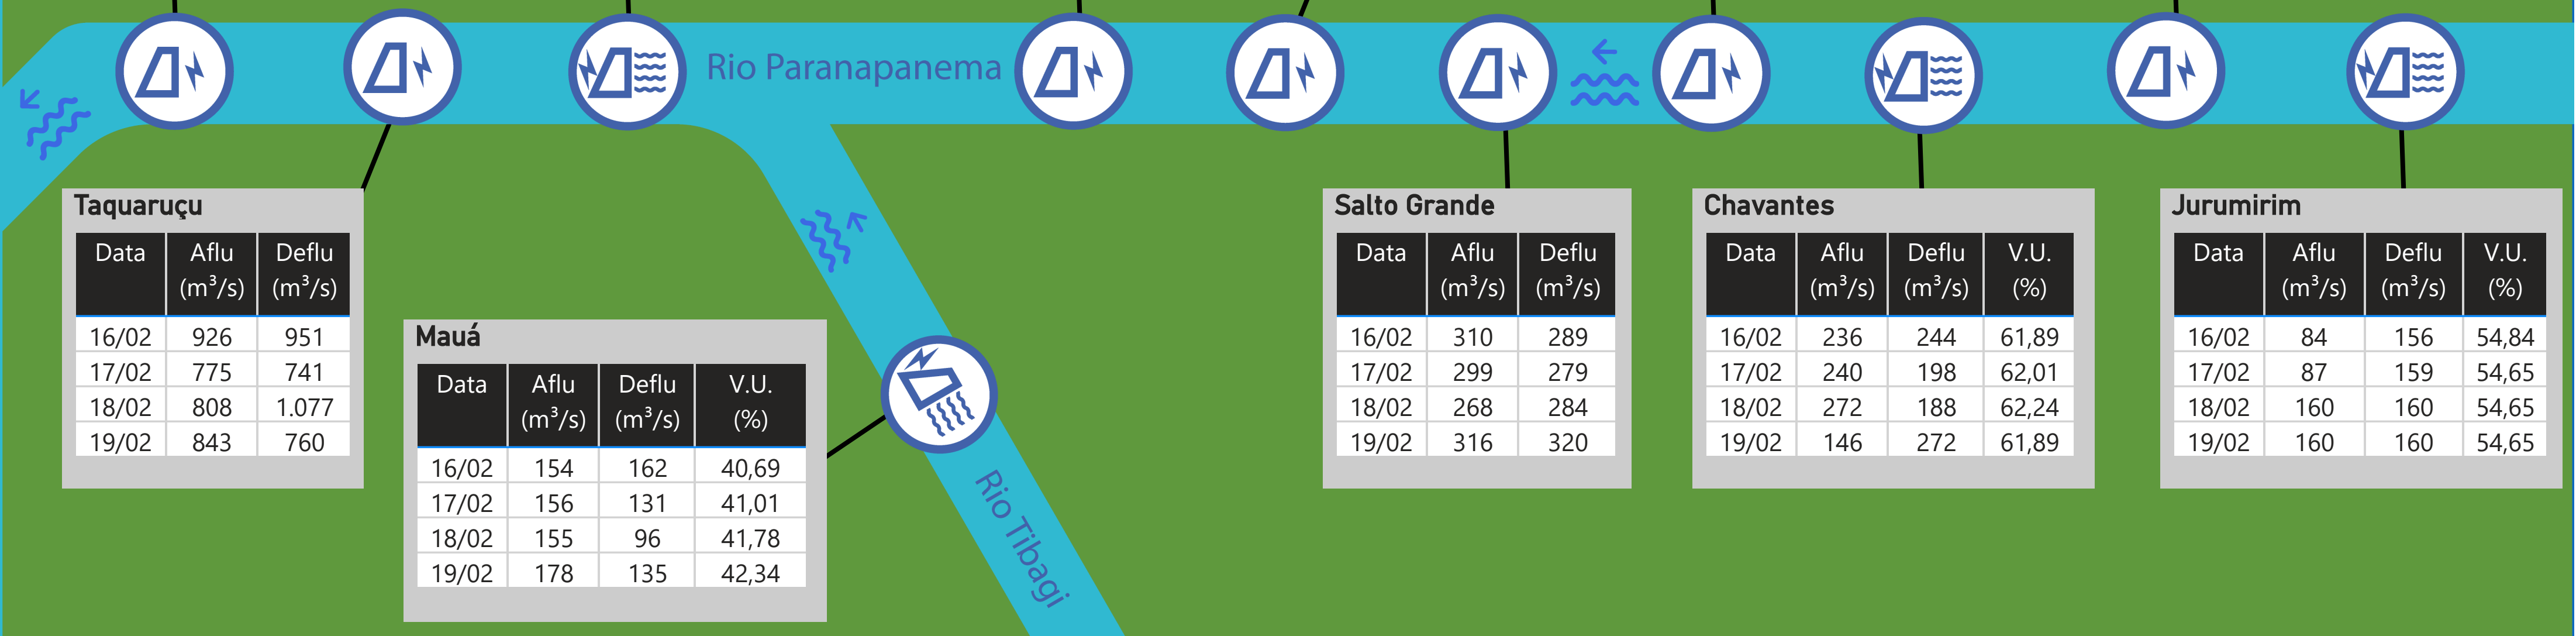 Rio Paranapanema
Taquaruçu
Data Aflu (m³/s) Deflu (m³/s)
16/02 926 951
17/02 775 741
18/02 808 1.077
19/02 843 760
Mauá
Data Aflu (m³/s) Deflu (m³/s) V.U. (%)
16/02 154 162 40,69
17/02 156 131 41,01
18/02 155 96 41,78
19/02 178 135 42,34
Rio Tibagi
Salto Grande
Data Aflu (m³/s) Deflu (m³/s)
16/02 310 289
17/02 299 279
18/02 268 284
19/02 316 320
Chavantes
Data Aflu (m³/s) Deflu (m³/s) V.U. (%)
16/02 236 244 61,89
17/02 240 198 62,01
18/02 272 188 62,24
19/02 146 272 61,89
Jurumirim
Data Aflu (m³/s) Deflu (m³/s) V.U. (%)
16/02 84 156 54,84
17/02 87 159 54,65
18/02 160 160 54,65
19/02 160 160 54,65